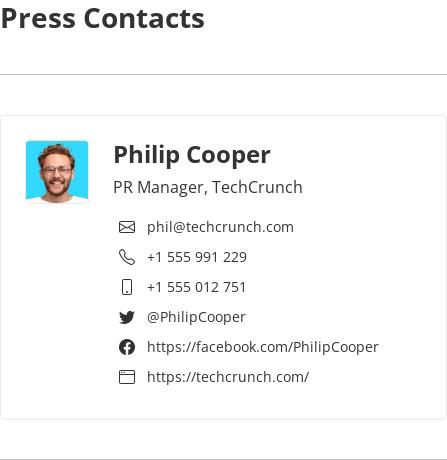 Press Contacts
Philip Cooper
PR Manager, TechCrunch
phil@techcrunch.com
+1 555 991 229
+1 555 012 751
@PhilipCooper
https://facebook.com/PhilipCooper
https://techcrunch.com/